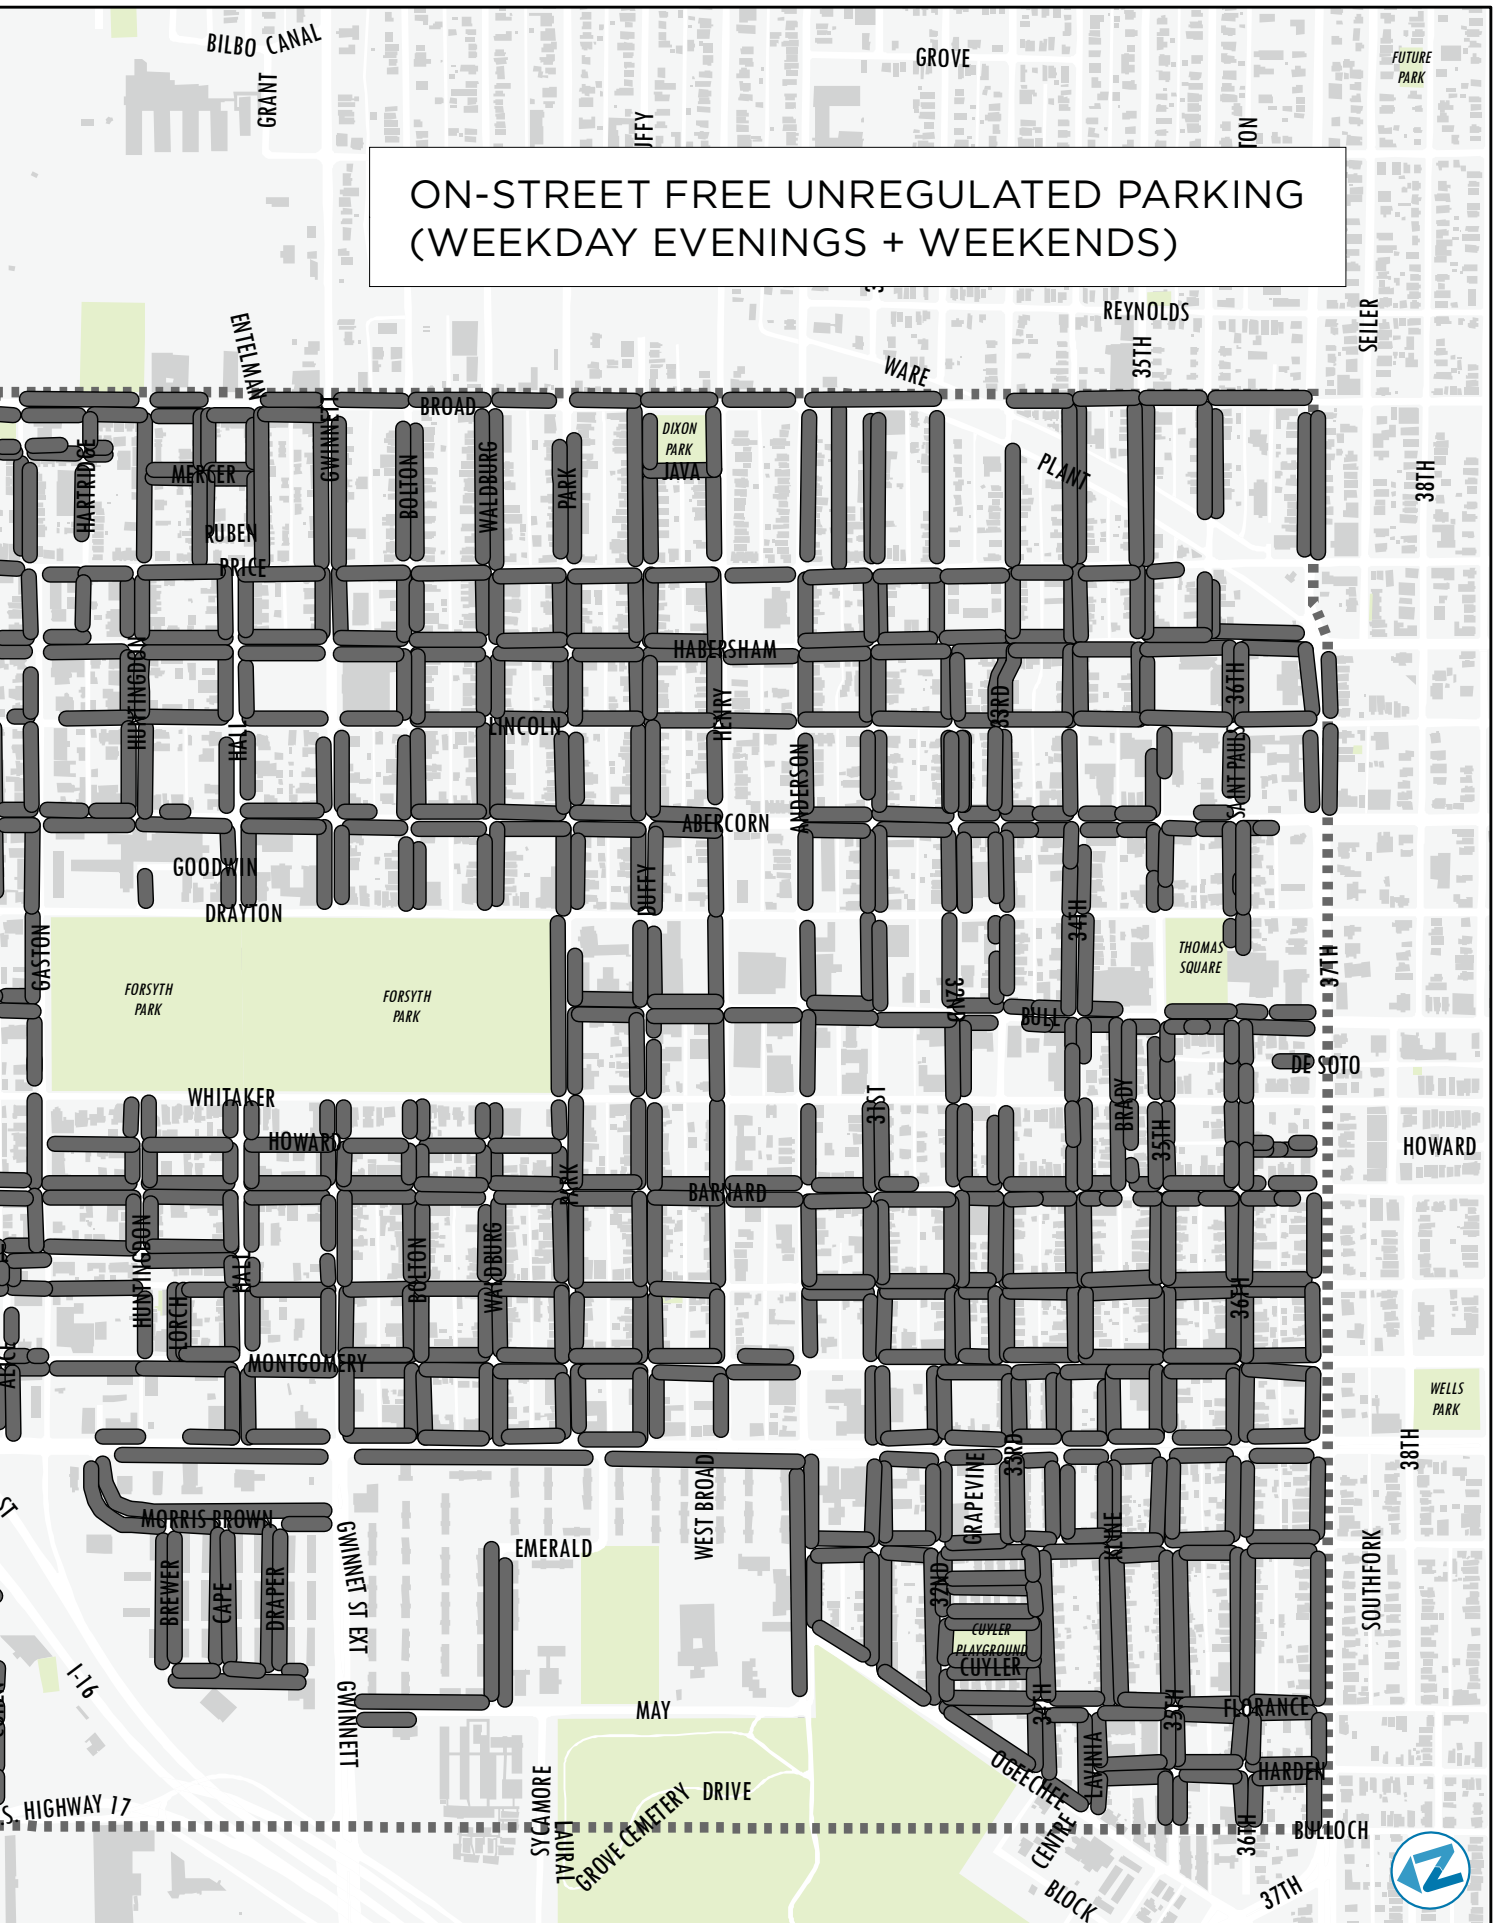 BILBO CANAL
GROVE
FUTURE
PARK
GRANT
UFFY
TON
ON-STREET FREE UNREGULATED PARKING
(WEEKDAY EVENINGS + WEEKENDS)
REYNOLDS
SEILER
35TH
ENTELMAN
WARE
BROAD
GWINNETT
DIXON
PARK
JAVA
HARTRIDGE
MERCER
BOLTON
WALDBURG
PARK
PLANT
38TH
RUBEN
PRICE
HABERSHAM
HUNTINGDON
HALL
LINCOLN
HENRY
33RD
36TH
ANDERSON
SAINT PAULS
ABERCORN
GOODWIN
DUFFY
DRAYTON
34TH
GASTON
FORSYTH
PARK
FORSYTH
PARK
THOMAS
SQUARE
37TH
32ND
BULL
DE SOTO
WHITAKER
31ST
BRADY
HOWARD
35TH
HOWARD
PARK
BARNARD
HUNTINGDON
HALL
BOLTON
WALDBURG
36TH
LORCH
MONTGOMERY
WELLS
PARK
38TH
33RD
WEST BROAD
GRAPEVINE
ST
MORRIS BROWN
KLINE
EMERALD
GWINNET ST EXT
SOUTHFORK
BREWER
CAPE
DRAPER
32ND
CUYLER
PLAYGROUND
CUYLER
I-16
GWINNETT
MAY
34TH
35TH
FLORANCE
LAVINIA
OGEECHEE
HARDEN
DRIVE
SYCAMORE
LAURAL
GROVE CEMETERY
S. HIGHWAY 17
CENTRE
36TH
BULLOCH
BLOCK
37TH
Z